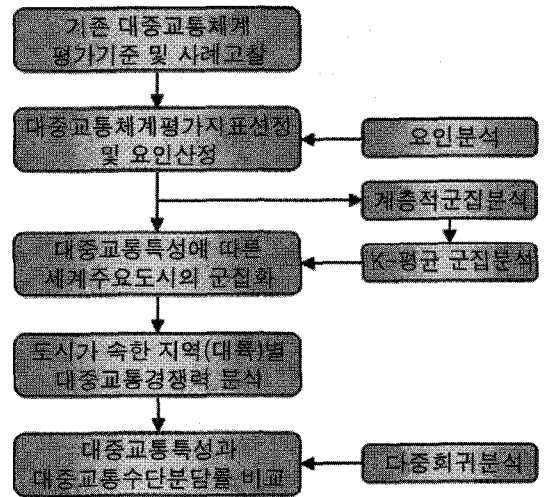 기존 대중교통체계
평가기준 및 사례고찰
대중교통체계평가지표선정
및 요인산정
요인분석
계층적군집분석
대중교통특성에 따른
세계주요도시의 군집화
K-평균 군집분석
도시가 속한 지역(대륙)별
대중교통경쟁력 분석
대중교통특성과
대중교통수단분담률 비교
다중회귀분석